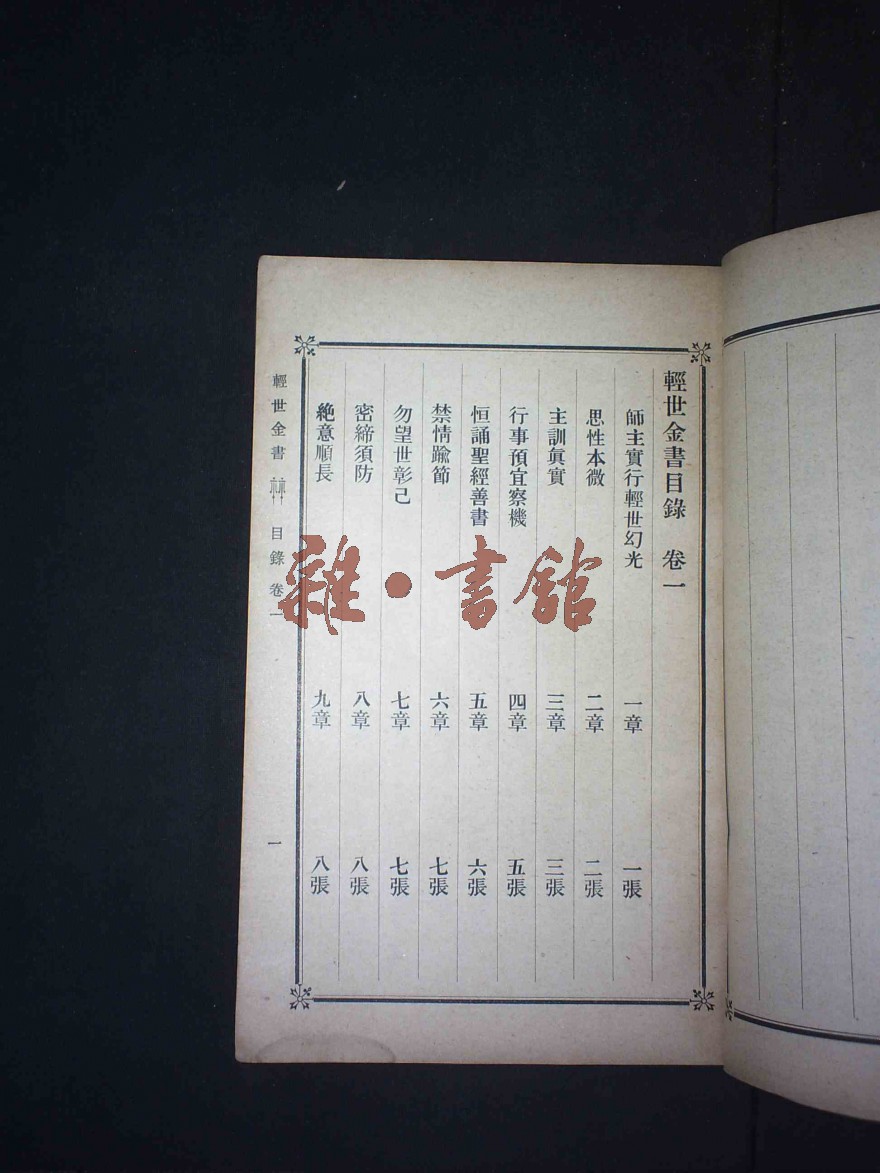 輕世金書目錄 卷一
師主實行輕世幻光 一章 一張
思性本微 二章 二張
主訓眞實 三章 三張
行事預宜察機 四章 五張
恒誦聖經善書 五章 六張
禁情踰節 六章 七張
勿望世彰己 七章 七張
密締須防 八章 八張
絶意順長 九章 八張
輕世金書 目錄 卷一 一
雜·書館